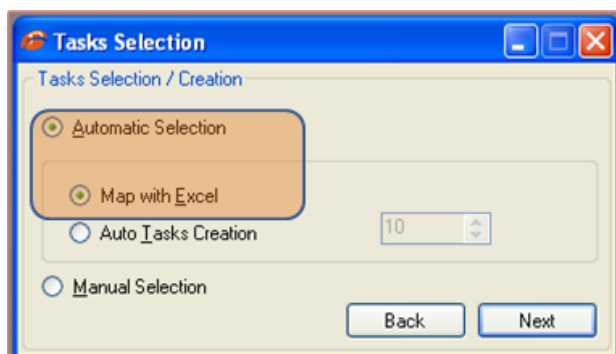 Tasks Selection
Tasks Selection / Creation
Automatic Selection
Map with Excel
Auto Tasks Creation 10
Manual Selection
Back Next